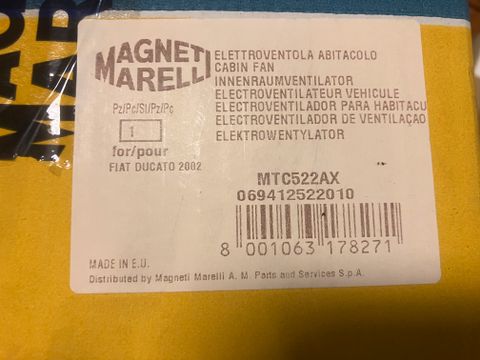 MAGNETI
MARELLI
ELETTROVENTOLA ABITACOLO
CABIN FAN
INNENRAUMVENTILATOR
ELECTROVENTILATEUR VEHICULE
ELECTROVENTILADOR PARA HABITACU
ELECTROVENTILADOR DE VENTILAÇAO
ELEKTROWENTYLATOR
Pz/Pc/St/Pz/Pc
1
for/pour
FIAT DUCATO 2002
MTC522AX
069412522010
8 001063 178271
MADE IN E.U.
Distributed by Magneti Marelli A. M. Parts and Services S.p.A.
MAR